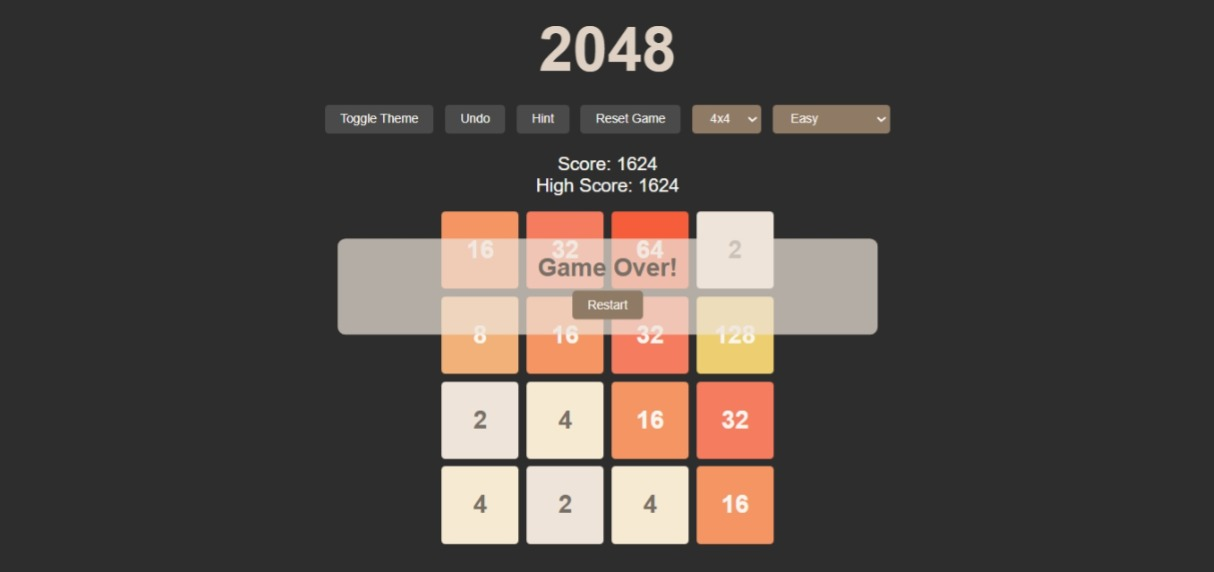 2048
Toggle Theme Undo Hint Reset Game 4x4 Easy
Score: 1624
High Score: 1624
16 32 64 2
Game Over!
Restart
8 16 32 128
2 4 16 32
4 2 4 16